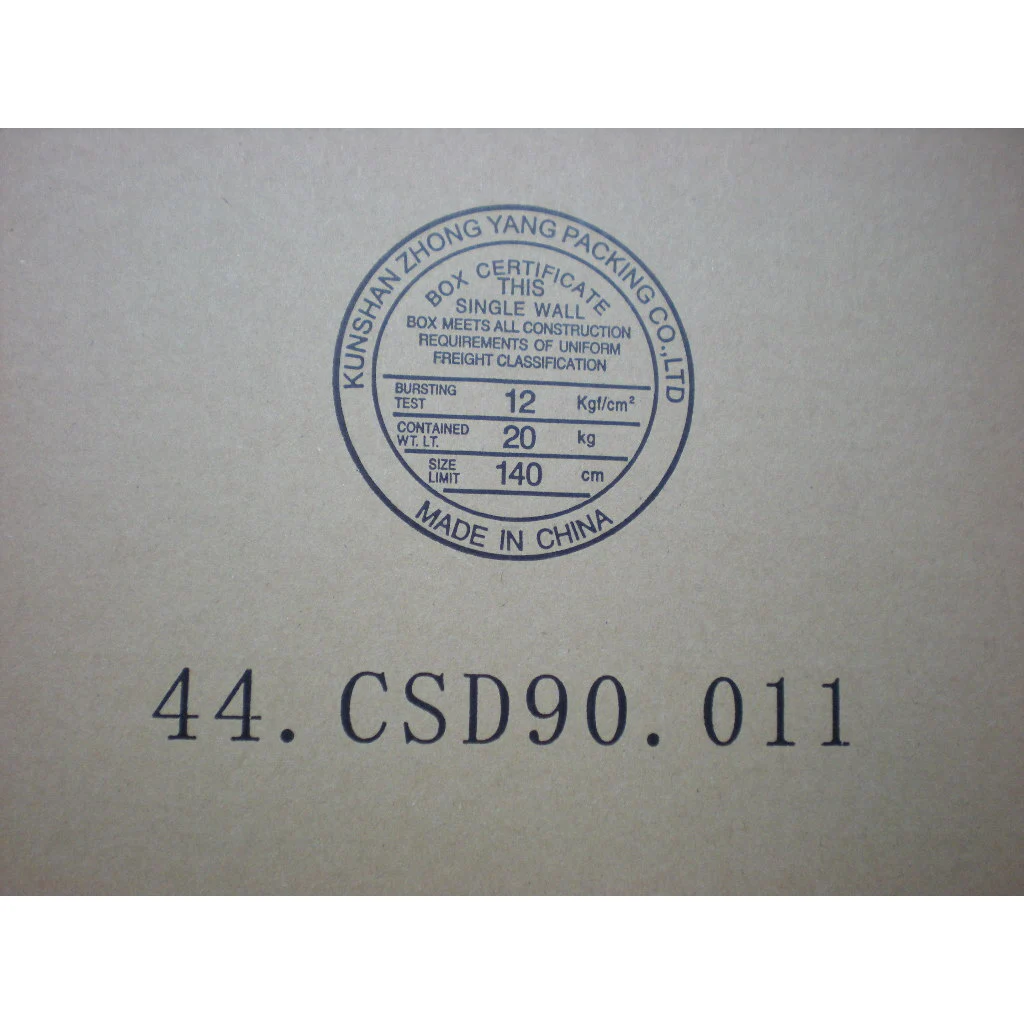 KUNSHAN ZHONG YANG PACKING CO.,LTD
BOX CERTIFICATE
THIS
SINGLE WALL
BOX MEETS ALL CONSTRUCTION
REQUIREMENTS OF UNIFORM
FREIGHT CLASSIFICATION
BURSTING TEST 12 Kgf/cm²
CONTAINED WT. LT. 20 kg
SIZE LIMIT 140 cm
MADE IN CHINA
44.CSD90.011